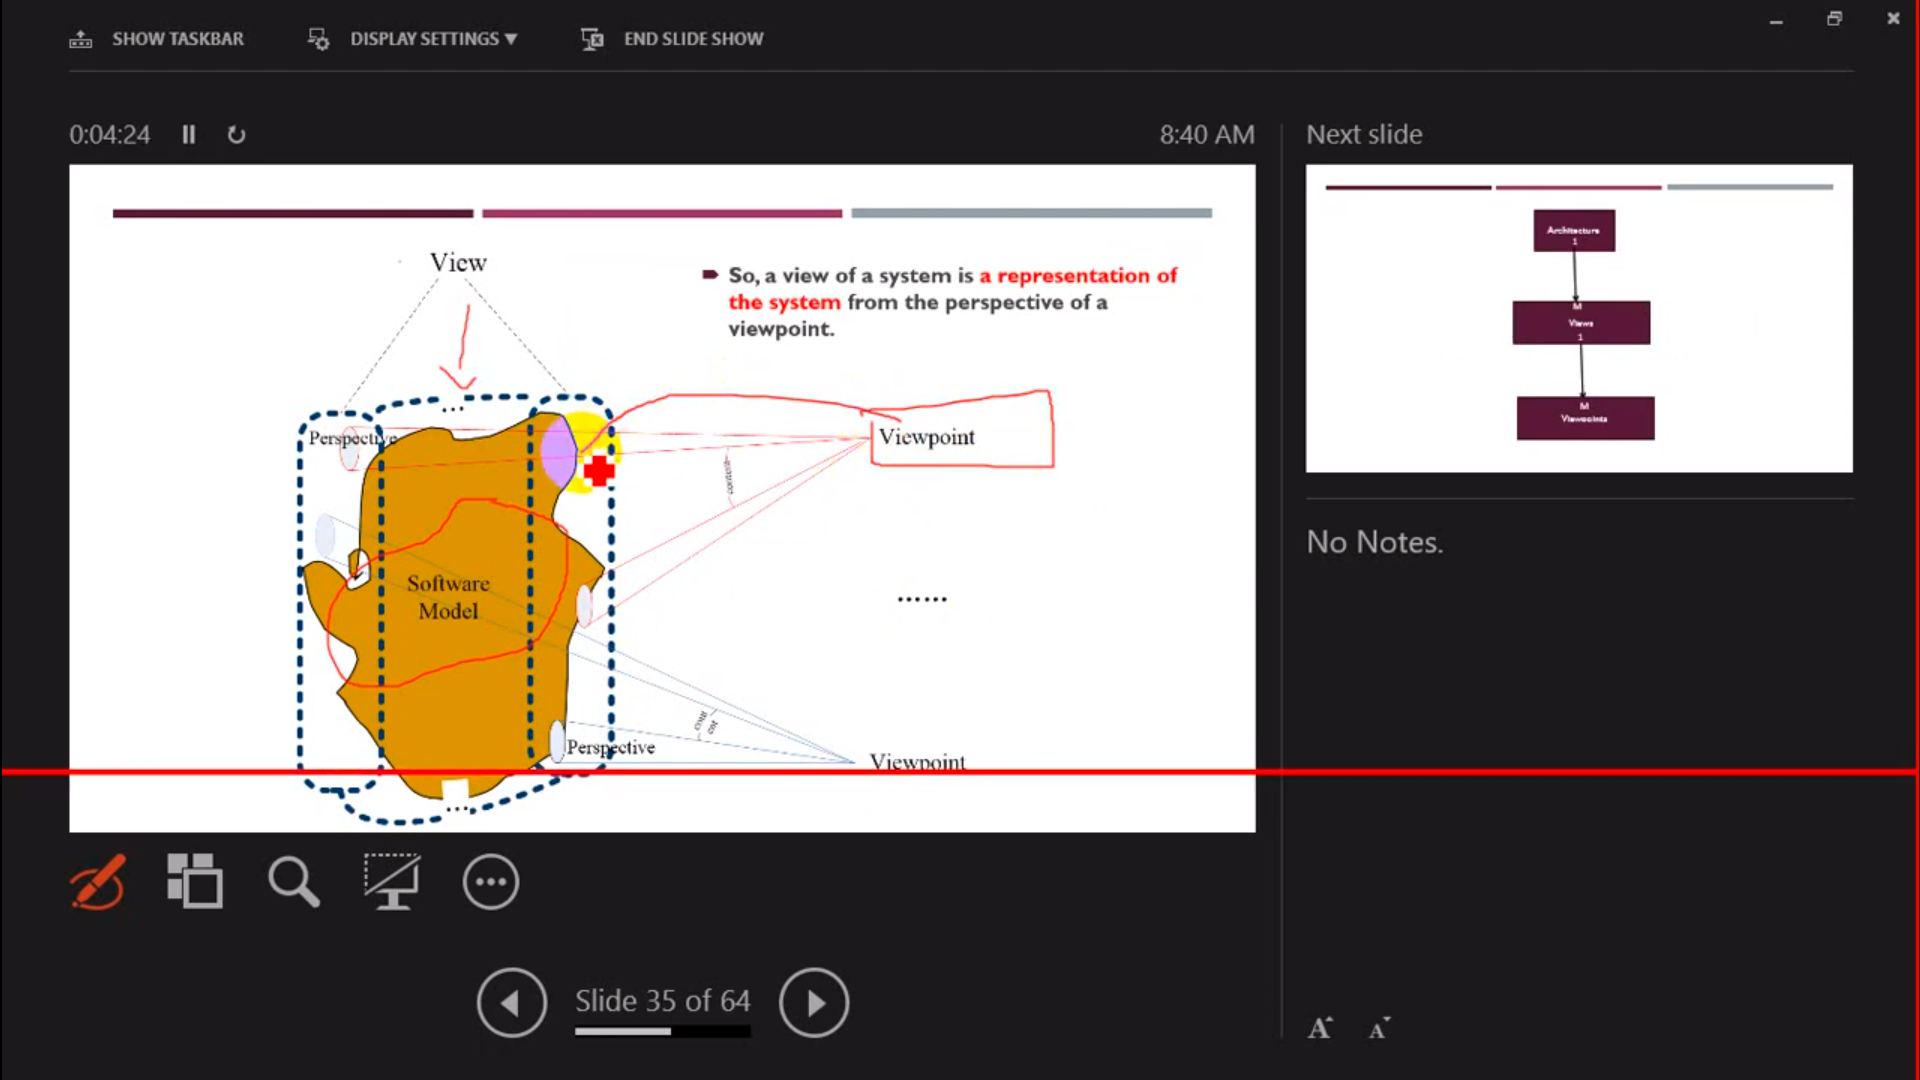 SHOW TASKBAR
DISPLAY SETTINGS ▼
END SLIDE SHOW
0:04:24
8:40 AM
Next slide
View
So, a view of a system is a representation of
the system from the perspective of a
viewpoint.
...
Perspective
Viewpoint
Software
Model
......
Perspective
Viewpoint
...
Architecture
1
M
Views
1
M
Viewpoints
No Notes.
Slide 35 of 64
A
A